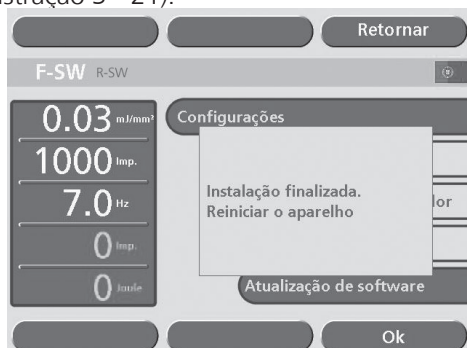 stração 3 - 24).
Retornar
F-SW R-SW
0.03 mJ/mm²
1000 Imp.
7.0 Hz
0 Imp.
0 Joule
Configurações
Instalação finalizada.
Reiniciar o aparelho
lor
Atualização de software
Ok